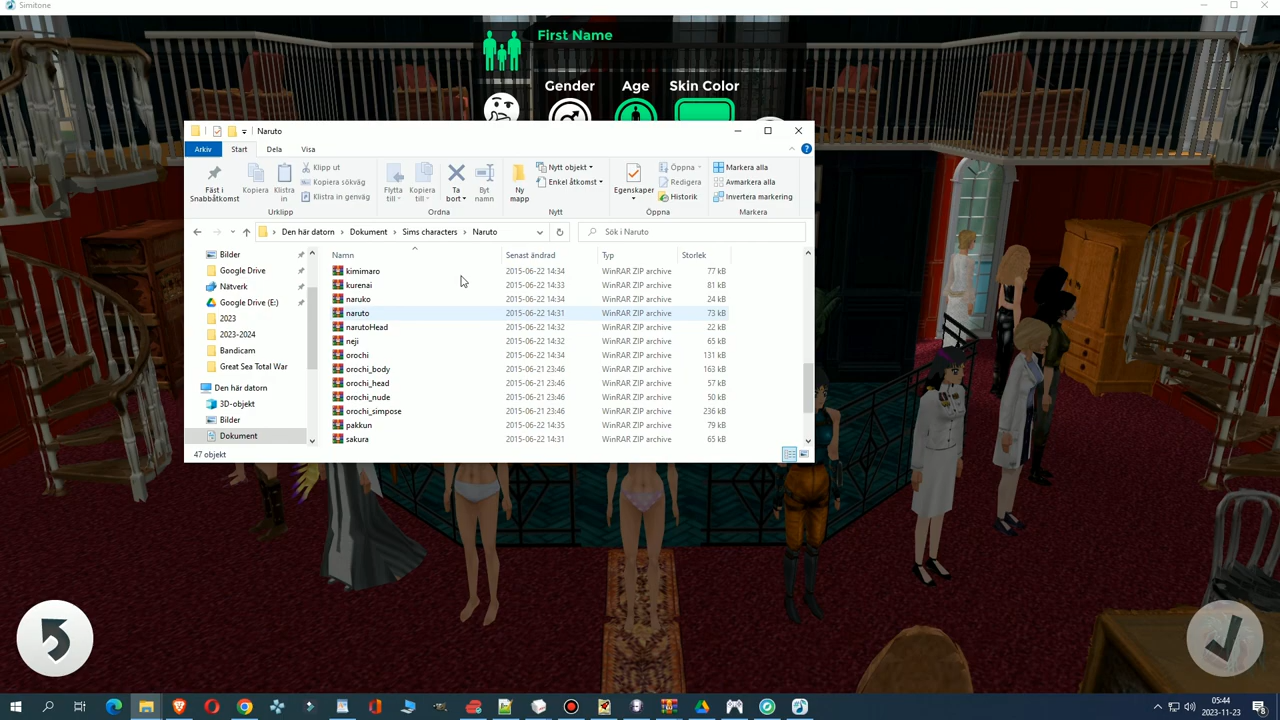 Simitone
First Name
Gender
Age
Skin Color
Naruto
Arkiv
Start
Dela
Visa
Fäst i Snabbåtkomst
Kopiera
Klistra in
Klipp ut
Kopiera sökväg
Klistra in genväg
Urklipp
Flytta till
Kopiera till
Ta bort
Byt namn
Ordna
Ny mapp
Nytt objekt
Enkel åtkomst
Nytt
Egenskaper
Öppna
Redigera
Historik
Öppna
Markera alla
Avmarkera alla
Invertera markering
Markera
Den här datorn > Dokument > Sims characters > Naruto
Sök i Naruto
Bilder
Google Drive
Nätverk
Google Drive (E:)
2023
2023-2024
Bandicam
Great Sea Total War
Den här datorn
3D-objekt
Bilder
Dokument
Namn Senast ändrad Typ Storlek
kimimaro 2015-06-22 14:34 WinRAR ZIP archive 77 kB
kurenai 2015-06-22 14:33 WinRAR ZIP archive 81 kB
naruko 2015-06-22 14:34 WinRAR ZIP archive 24 kB
naruto 2015-06-22 14:31 WinRAR ZIP archive 73 kB
narutoHead 2015-06-22 14:32 WinRAR ZIP archive 22 kB
neji 2015-06-22 14:32 WinRAR ZIP archive 65 kB
orochi 2015-06-22 14:34 WinRAR ZIP archive 131 kB
orochi_body 2015-06-21 23:46 WinRAR ZIP archive 163 kB
orochi_head 2015-06-21 23:46 WinRAR ZIP archive 57 kB
orochi_nude 2015-06-21 23:46 WinRAR ZIP archive 50 kB
orochi_simpose 2015-06-21 23:46 WinRAR ZIP archive 236 kB
pakkun 2015-06-22 14:35 WinRAR ZIP archive 79 kB
sakura 2015-06-22 14:31 WinRAR ZIP archive 65 kB
47 objekt
05:44
2023-11-23
8